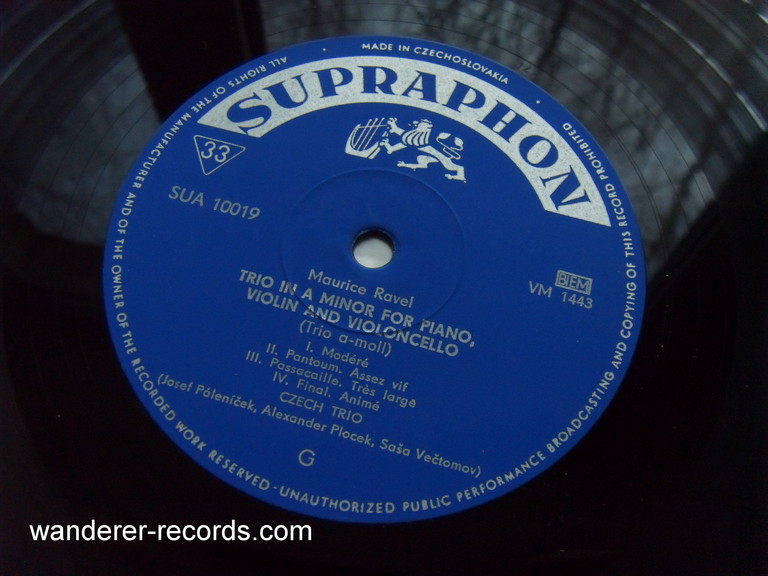 MADE IN CZECHOSLOVAKIA
SUPRAPHON
33
SUA 10019
BIEM
VM 1443
Maurice Ravel
TRIO IN A MINOR FOR PIANO,
VIOLIN AND VIOLONCELLO
(Trio a-moll)
I. Modéré
II. Pantoum. Assez vif
III. Passacaille. Très large
IV. Final. Animé
CZECH TRIO
(Josef Páleníček, Alexander Plocek, Saša Večtomov)
G
ALL RIGHTS OF THE MANUFACTURER AND OF THE OWNER OF THE RECORDED WORK RESERVED - UNAUTHORIZED PUBLIC PERFORMANCE BROADCASTING AND COPYING OF THIS RECORD PROHIBITED
wanderer-records.com